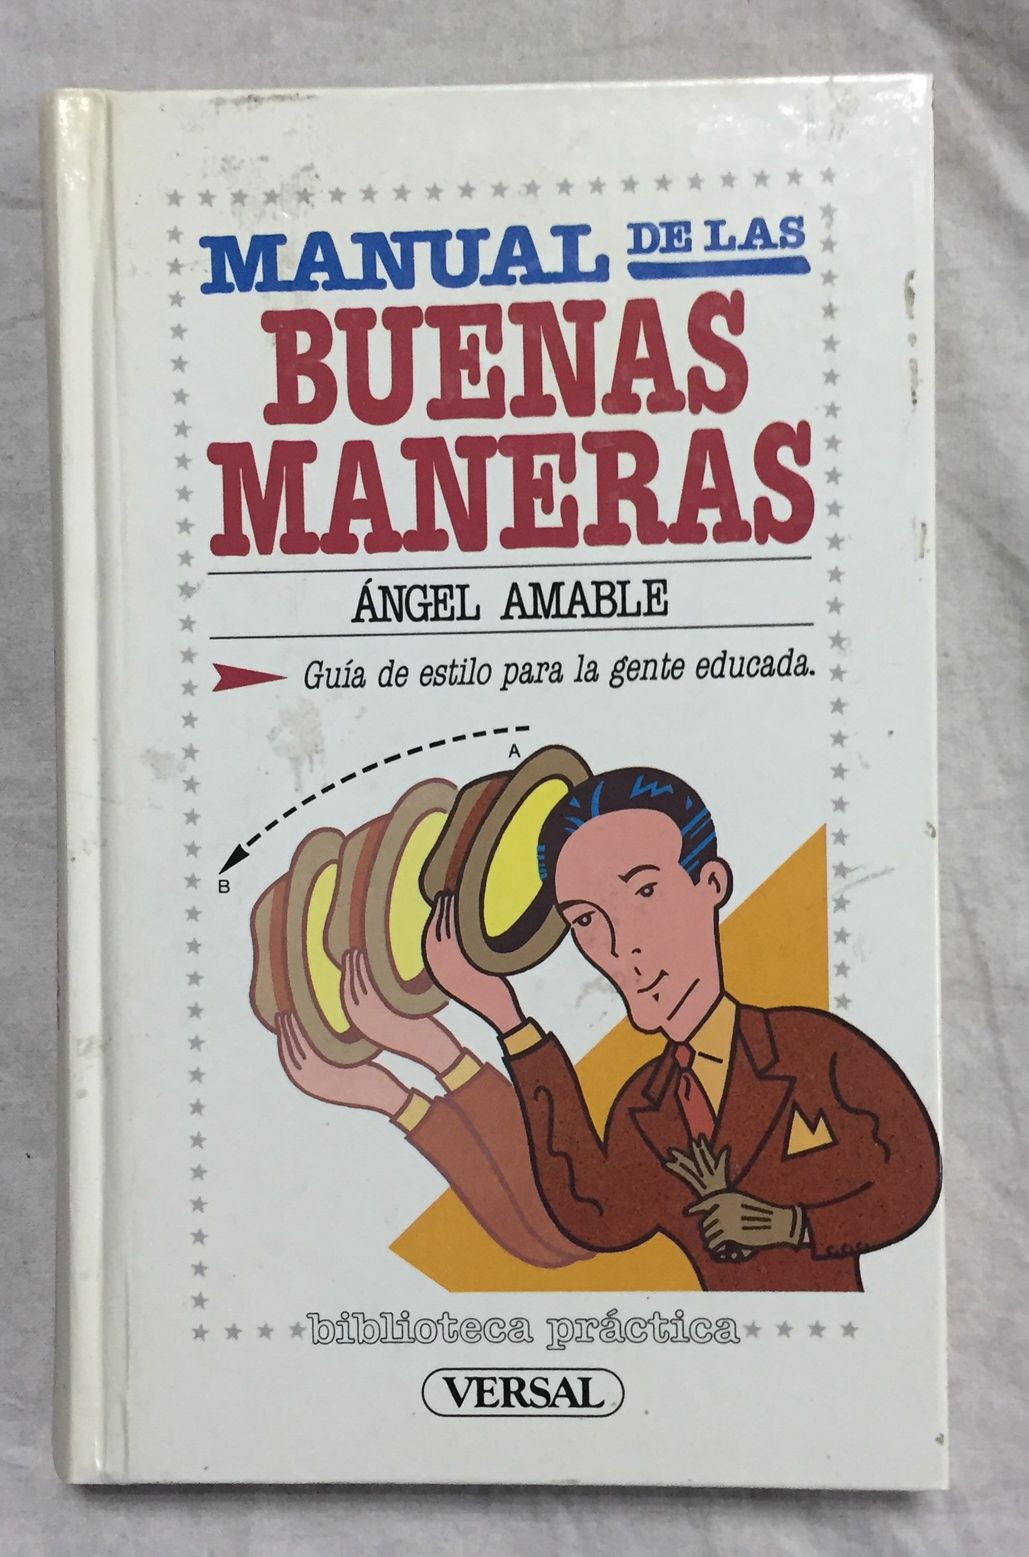 MANUAL DE LAS
BUENAS
MANERAS
ÁNGEL AMABLE
Guía de estilo para la gente educada.
A
B
biblioteca práctica
VERSAL